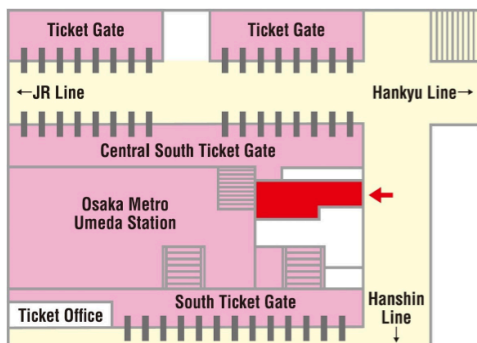 Ticket Gate
Ticket Gate
←JR Line
Hankyu Line→
Central South Ticket Gate
Osaka Metro
Umeda Station
South Ticket Gate
Ticket Office
Hanshin
Line
↓